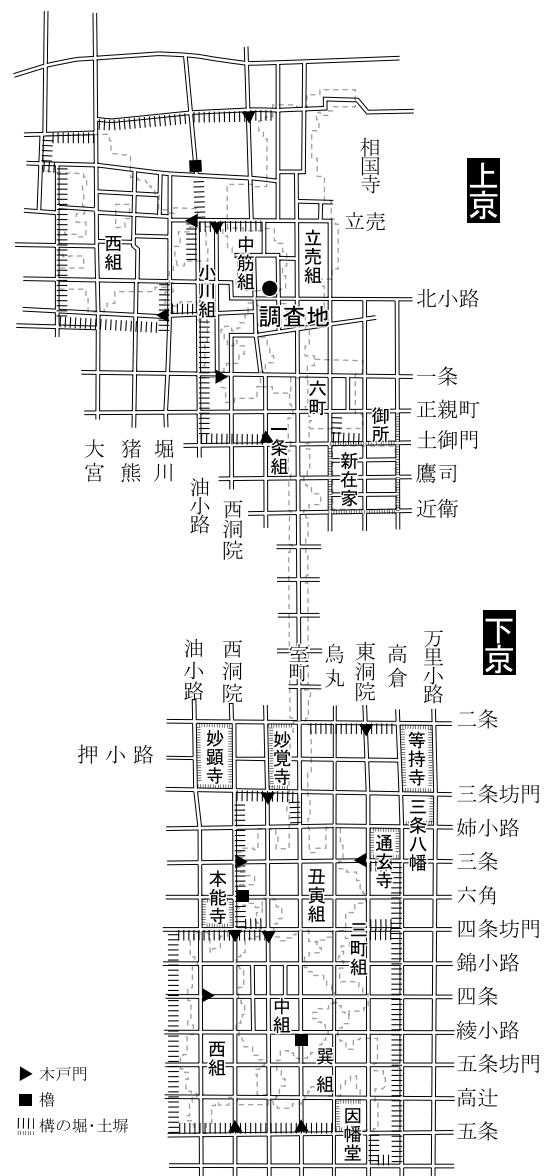 上京
相国寺
立売
西組
中筋組
立売組
小川組
北小路
調査地
一条
六町
正親町
御所
土御門
一条組
新在家
鷹司
近衛
大宮
猪熊
堀川
油小路
西洞院
下京
油小路
西洞院
室町
烏丸
東洞院
高倉
万里小路
二条
押小路
妙顕寺
妙覚寺
等持寺
三条坊門
三条八幡
姉小路
通玄寺
三条
本能寺
丑寅組
六角
四条坊門
三町組
錦小路
四条
中組
綾小路
西組
巽組
五条坊門
高辻
因幡堂
五条
木戸門
櫓
構の堀・土塀